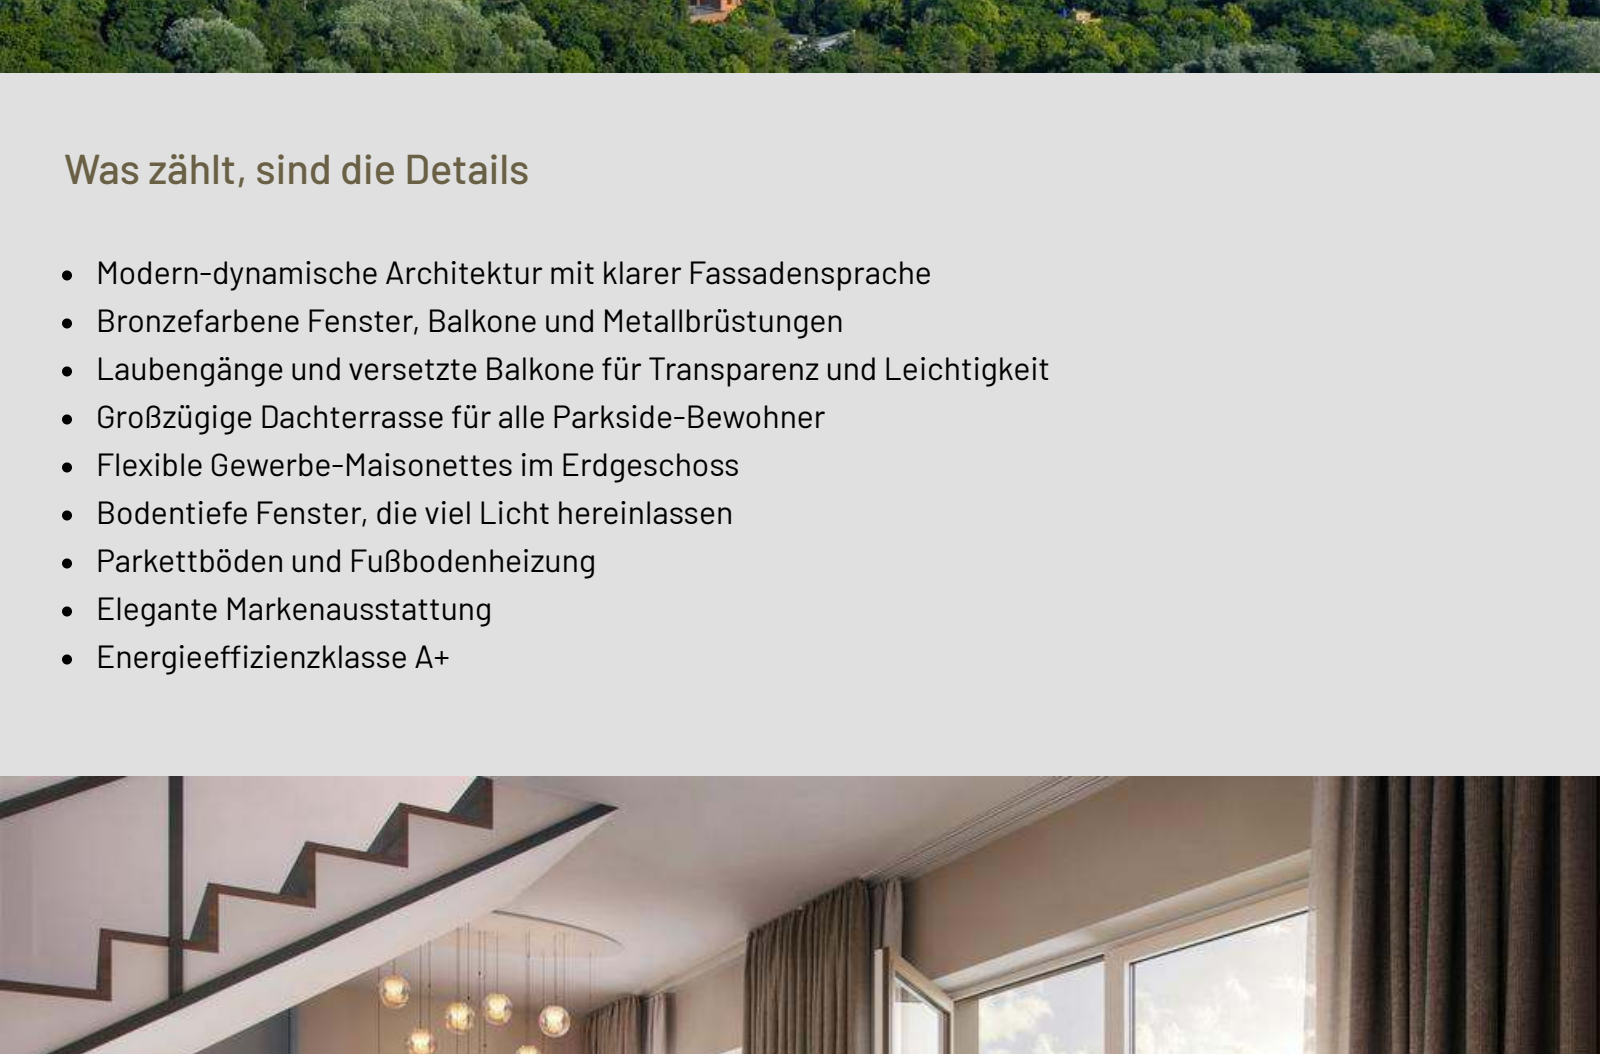 Was zählt, sind die Details
Modern-dynamische Architektur mit klarer Fassadensprache
Bronzefarbene Fenster, Balkone und Metallbrüstungen
Laubengänge und versetzte Balkone für Transparenz und Leichtigkeit
Großzügige Dachterrasse für alle Parkside-Bewohner
Flexible Gewerbe-Maisonettes im Erdgeschoss
Bodentiefe Fenster, die viel Licht hereinlassen
Parkettböden und Fußbodenheizung
Elegante Markenausstattung
Energieeffizienzklasse A+